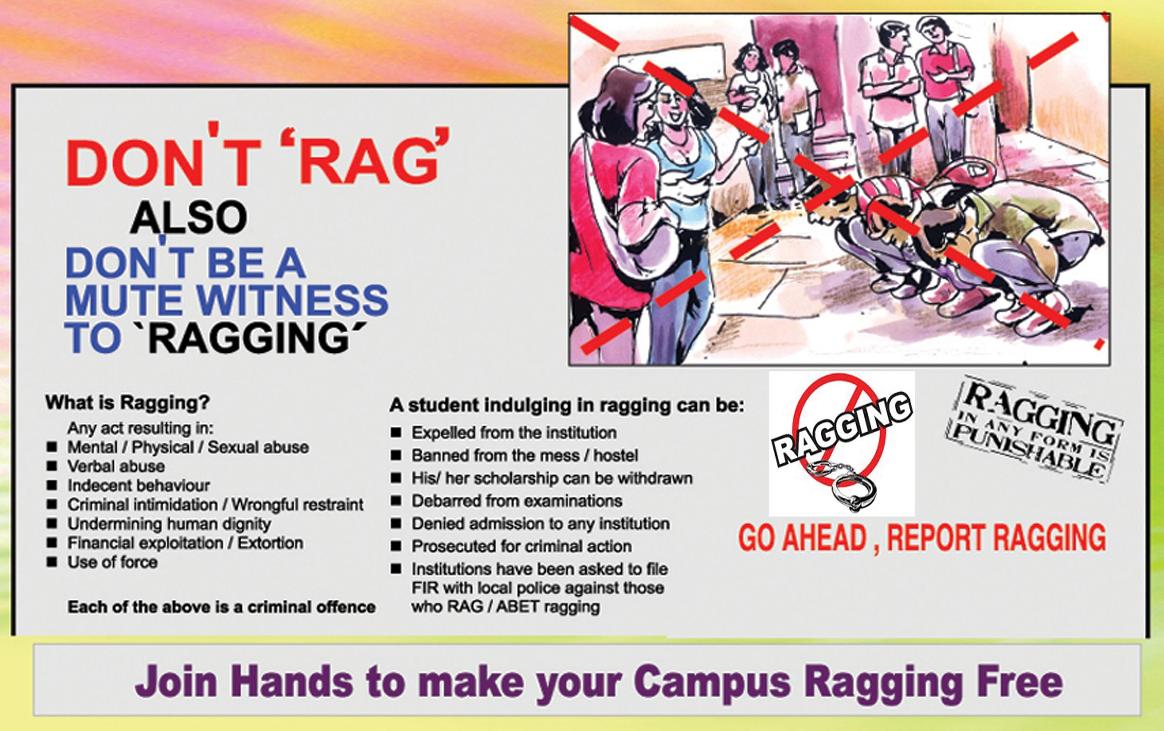 DON'T ‘RAG’
ALSO
DON'T BE A
MUTE WITNESS
TO `RAGGING´
What is Ragging?
Any act resulting in:
■ Mental / Physical / Sexual abuse
■ Verbal abuse
■ Indecent behaviour
■ Criminal intimidation / Wrongful restraint
■ Undermining human dignity
■ Financial exploitation / Extortion
■ Use of force
Each of the above is a criminal offence
A student indulging in ragging can be:
■ Expelled from the institution
■ Banned from the mess / hostel
■ His/ her scholarship can be withdrawn
■ Debarred from examinations
■ Denied admission to any institution
■ Prosecuted for criminal action
■ Institutions have been asked to file
FIR with local police against those
who RAG / ABET ragging
RAGGING
RAGGING
IN ANY FORM IS
PUNISHABLE
GO AHEAD , REPORT RAGGING
Join Hands to make your Campus Ragging Free